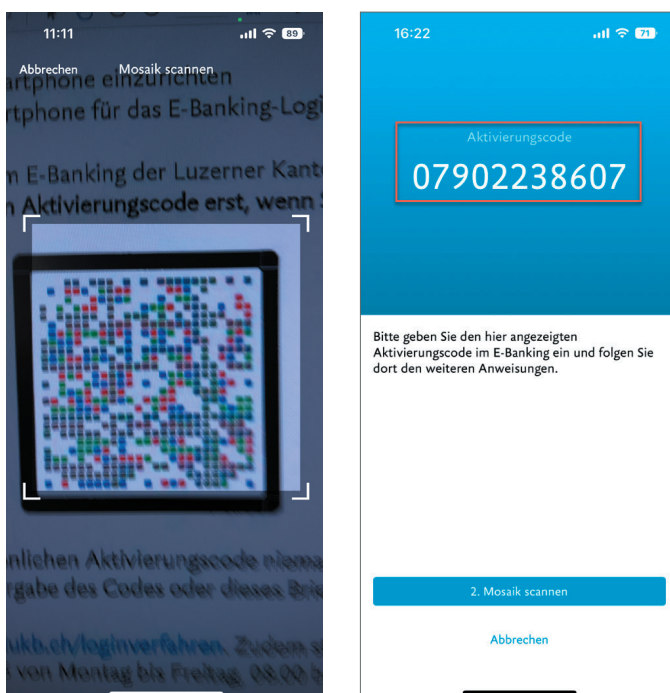 11:11
89
Abbrechen
Mosaik scannen
artphone einzurichten
rtphone für das E-Banking-Logi
m E-Banking der Luzerner Kant
n Aktivierungscode erst, wenn
nlichen Aktivierungscode niema
rgabe des Codes oder dieses Brie
ukb.ch/loginverfahren. Zudem s
von Montag bis Freitag, 08.00 b
16:22
71
Aktivierungscode
07902238607
Bitte geben Sie den hier angezeigten
Aktivierungscode im E-Banking ein und folgen Sie
dort den weiteren Anweisungen.
2. Mosaik scannen
Abbrechen